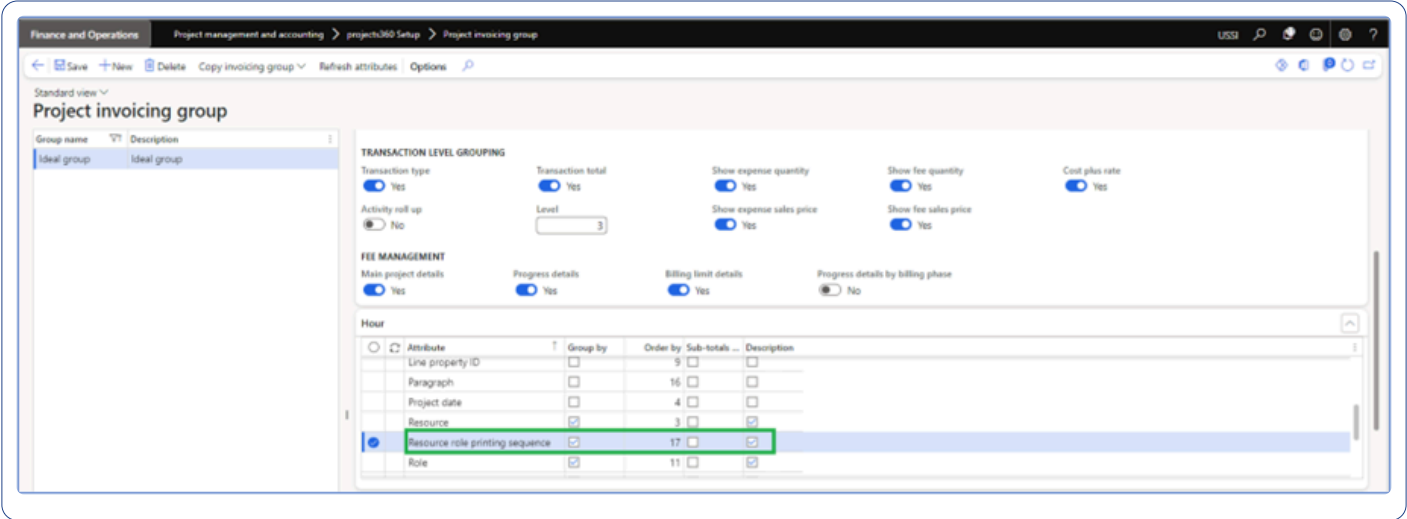 Finance and Operations Project management and accounting > projects360 Setup > Project invoicing group USSI ?
Save + New Delete Copy invoicing group Refresh attributes Options
Standard view
Project invoicing group
Group name Description
Ideal group Ideal group
TRANSACTION LEVEL GROUPING
Transaction type Transaction total Show expense quantity Show fee quantity Cost plus rate
Yes Yes Yes Yes Yes
Activity roll up Level Show expense sales price Show fee sales price
No 3 Yes Yes
FEE MANAGEMENT
Main project details Progress details Billing limit details Progress details by billing phase
Yes Yes Yes No
Hour
Attribute Group by Order by Sub-totals ... Description
Line property ID 9
Paragraph 16
Project date 4
Resource 3
Resource role printing sequence 17
Role 11